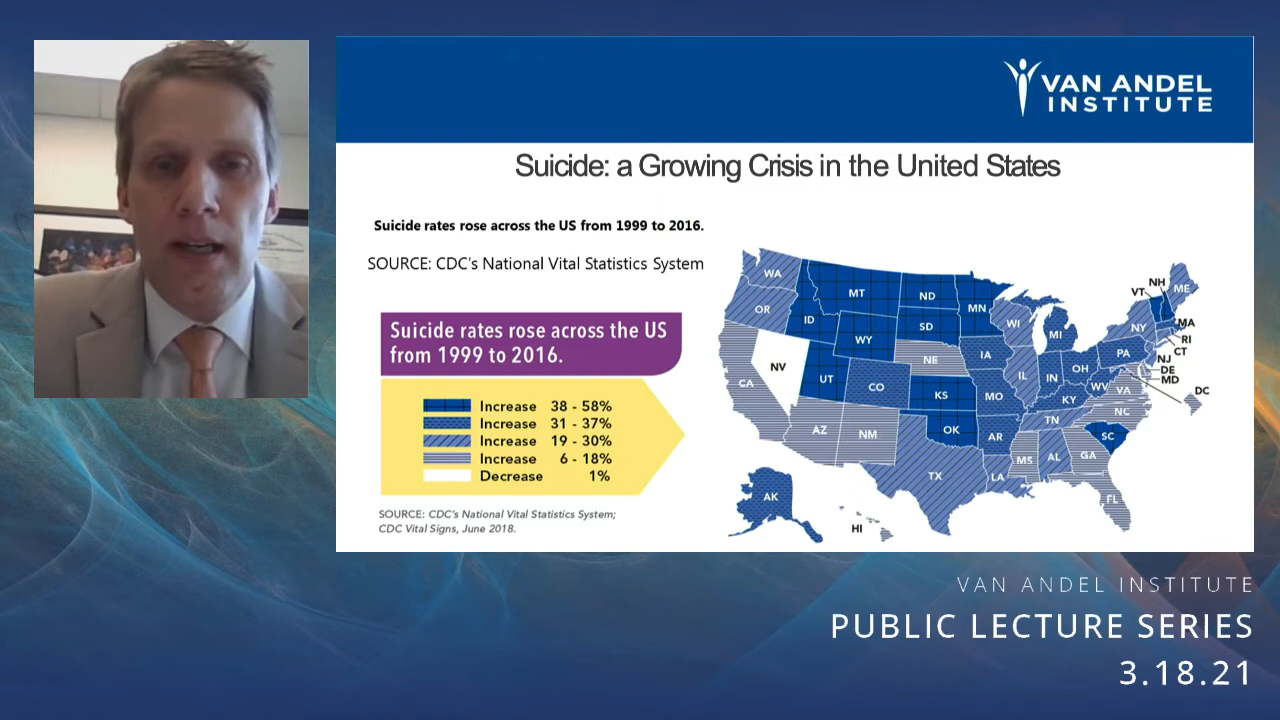 VAN ANDEL
INSTITUTE
Suicide: a Growing Crisis in the United States
Suicide rates rose across the US from 1999 to 2016.
SOURCE: CDC's National Vital Statistics System
Suicide rates rose across the US
from 1999 to 2016.
Increase 38 - 58%
Increase 31 - 37%
Increase 19 - 30%
Increase 6 - 18%
Decrease 1%
SOURCE: CDC's National Vital Statistics System;
CDC Vital Signs, June 2018.
WA
OR
CA
NV
ID
MT
WY
UT
AZ
NM
CO
ND
SD
NE
KS
OK
TX
MN
IA
MO
AR
LA
WI
IL
MS
MI
IN
OH
KY
TN
AL
GA
FL
SC
NC
VA
WV
PA
NY
VT
NH
ME
MA
RI
CT
NJ
DE
MD
DC
AK
HI
VAN ANDEL INSTITUTE
PUBLIC LECTURE SERIES
3.18.21